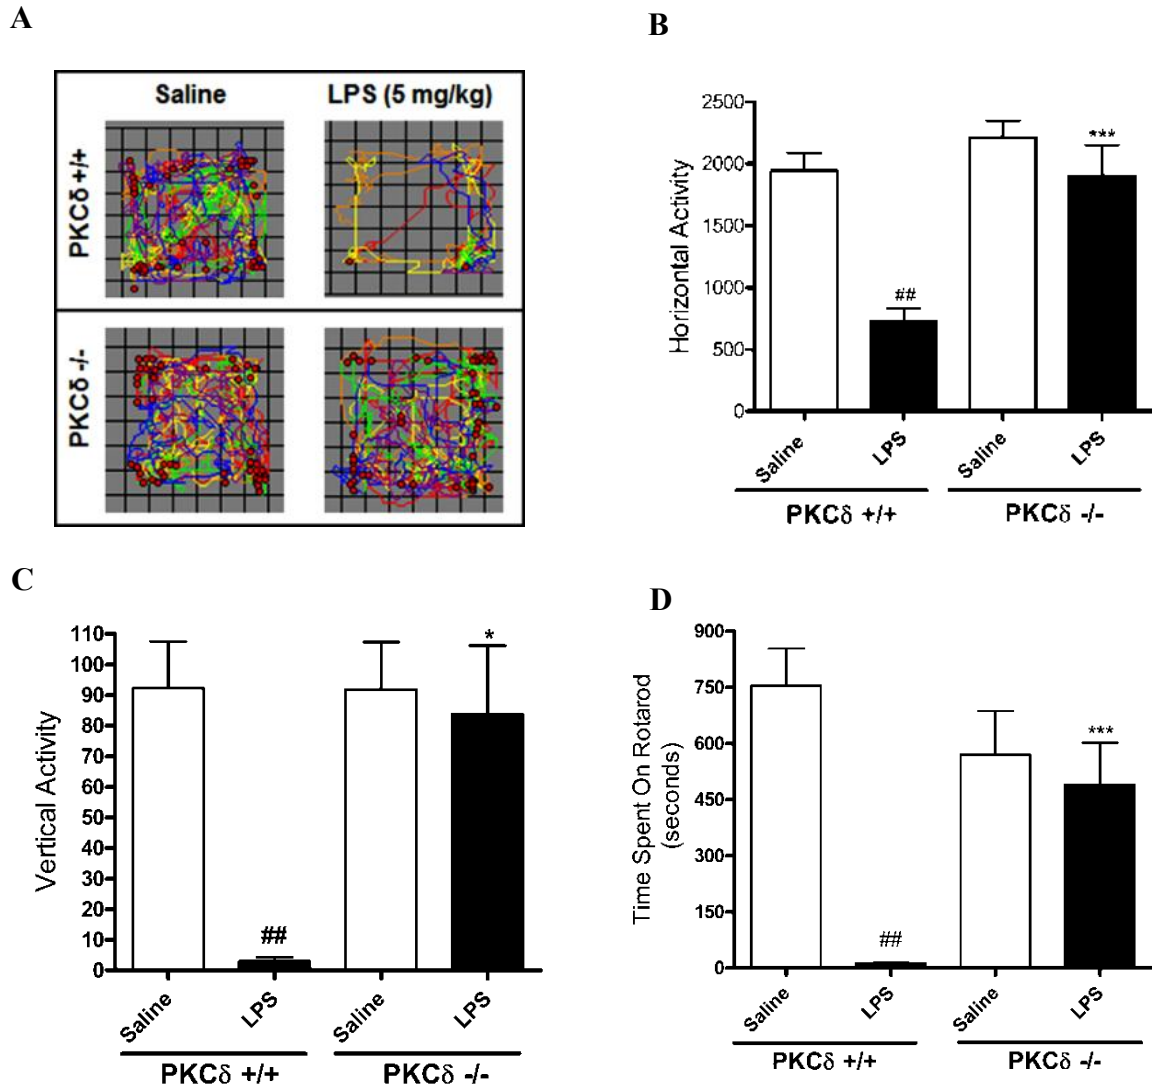 A
Saline LPS (5 mg/kg)
PKCδ +/+
PKCδ -/-
B
Horizontal Activity
2500
2000
1500
1000
500
0
##
***
Saline LPS Saline LPS
PKCδ +/+ PKCδ -/-
C
Vertical Activity
110
100
90
80
70
60
50
40
30
20
10
0
##
*
Saline LPS Saline LPS
PKCδ +/+ PKCδ -/-
D
Time Spent On Rotarod
(seconds)
900
750
600
450
300
150
0
##
***
Saline LPS Saline LPS
PKCδ +/+ PKCδ -/-